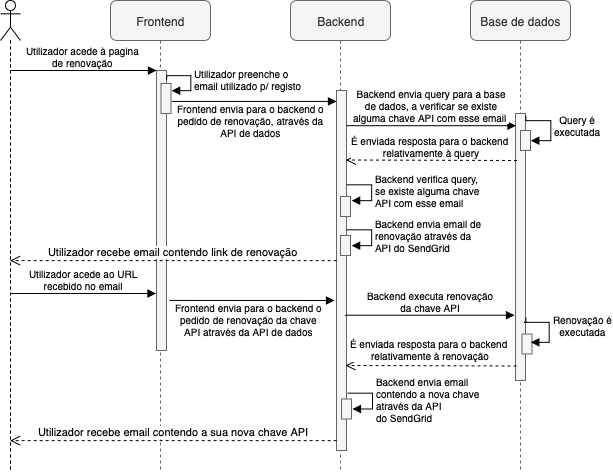 Frontend
Backend
Base de dados
Utilizador acede à pagina
de renovação
Utilizador preenche o
email utilizado p/ registo
Frontend envia para o backend o
pedido de renovação, através da
API de dados
Backend envia query para a base
de dados, a verificar se existe
alguma chave API com esse email
Query é
executada
É enviada resposta para o backend
relativamente à query
Backend verifica query,
se existe alguma chave
API com esse email
Backend envia email de
renovação através da
API do SendGrid
Utilizador recebe email contendo link de renovação
Utilizador acede ao URL
recebido no email
Frontend envia para o backend o
pedido de renovação da chave
API através da API de dados
Backend executa renovação
da chave API
Renovação é
executada
É enviada resposta para o backend
relativamente à renovação
Backend envia email
contendo a nova chave
através da API
do SendGrid
Utilizador recebe email contendo a sua nova chave API